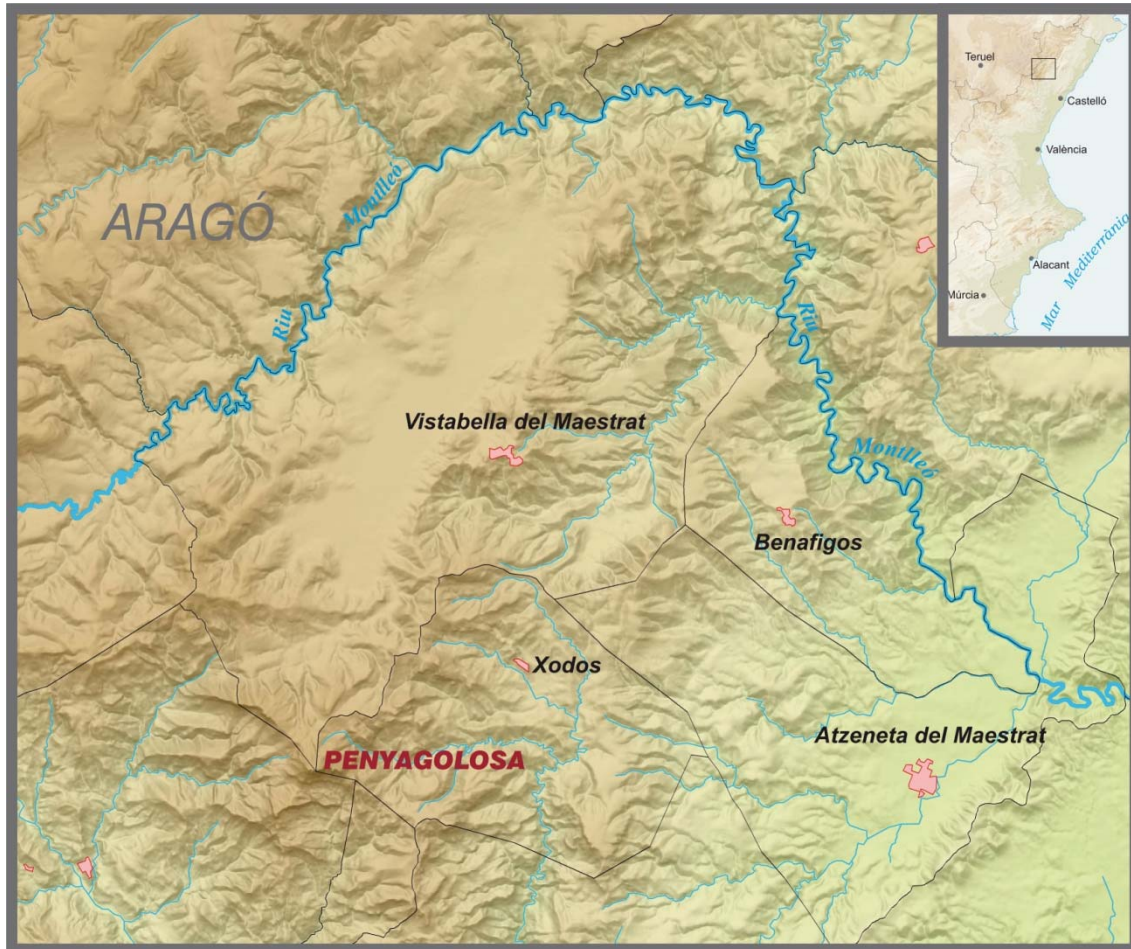 ARAGÓ
Riu
Montlleó
Riu
Montlleó
Vistabella del Maestrat
Benafigos
Xodos
PENYAGOLOSA
Atzeneta del Maestrat
Teruel
Castelló
València
Alacant
Múrcia
Mar Mediterrània